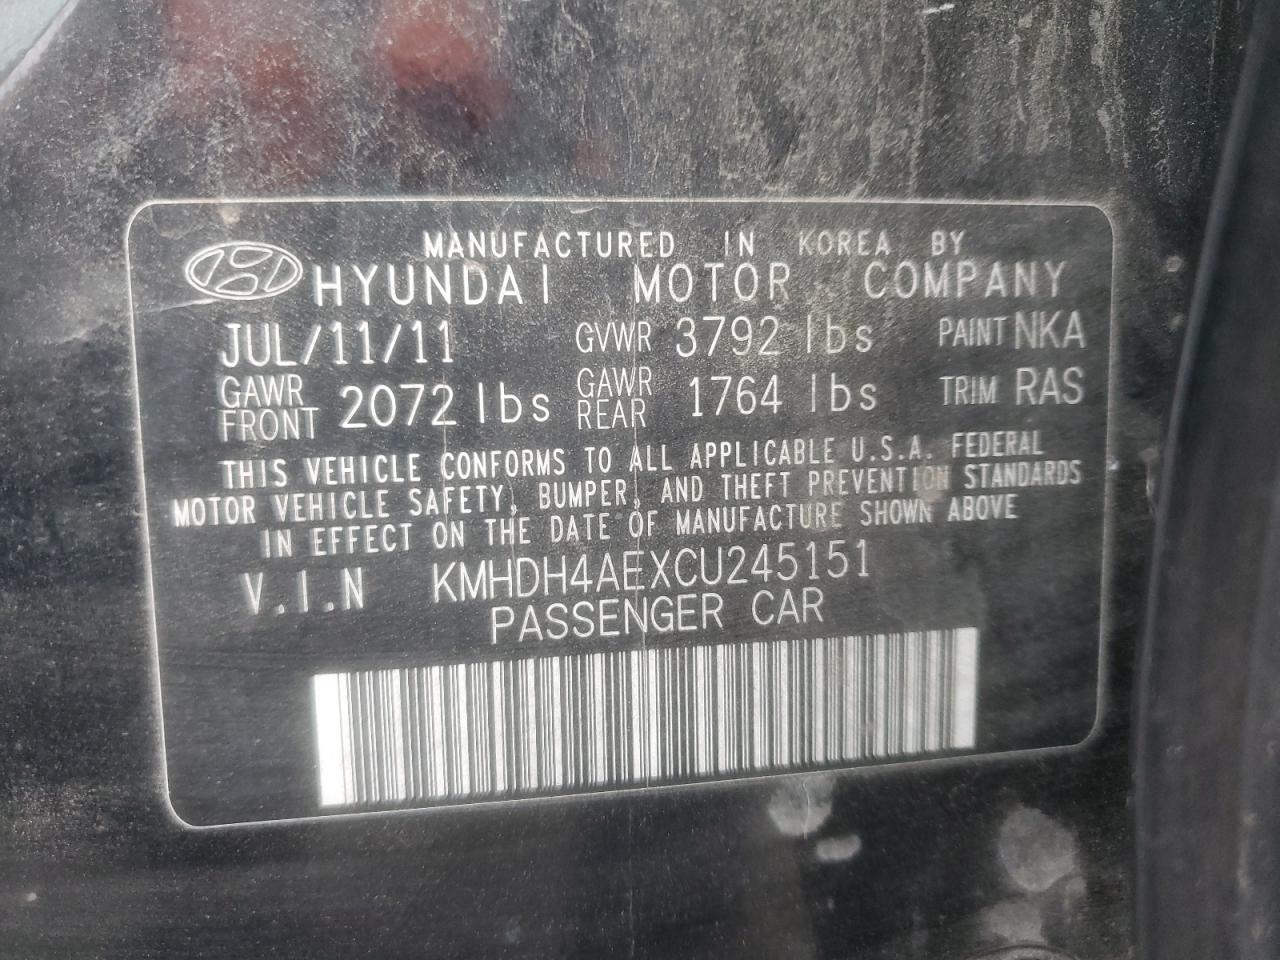 MANUFACTURED IN KOREA BY
HYUNDAI MOTOR COMPANY
JUL/11/11 GVWR 3792 lbs PAINT NKA
GAWR FRONT 2072 lbs GAWR REAR 1764 lbs TRIM RAS
THIS VEHICLE CONFORMS TO ALL APPLICABLE U.S.A. FEDERAL
MOTOR VEHICLE SAFETY, BUMPER, AND THEFT PREVENTION STANDARDS
IN EFFECT ON THE DATE OF MANUFACTURE SHOWN ABOVE
V.I.N KMHDH4AEXCU245151
PASSENGER CAR